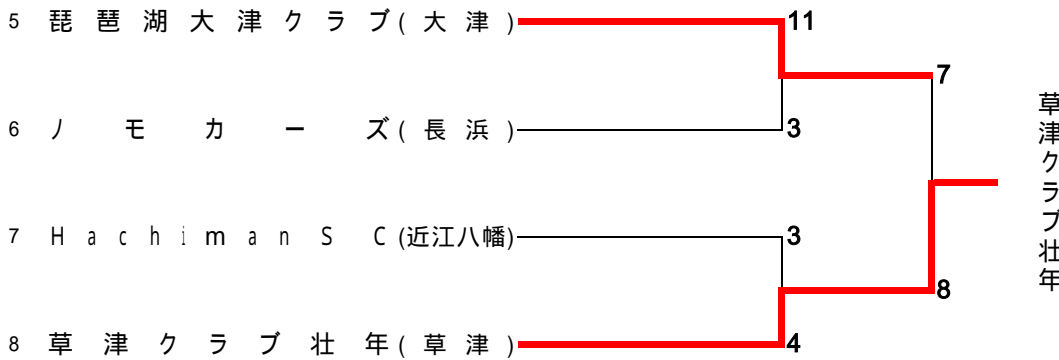 5 琵琶湖大津クラブ(大津) 11
7
6 ノモカーズ(長浜) 3
草津クラブ壮年
7 Hachiman SC(近江八幡) 3
8
8 草津クラブ壮年(草津) 4